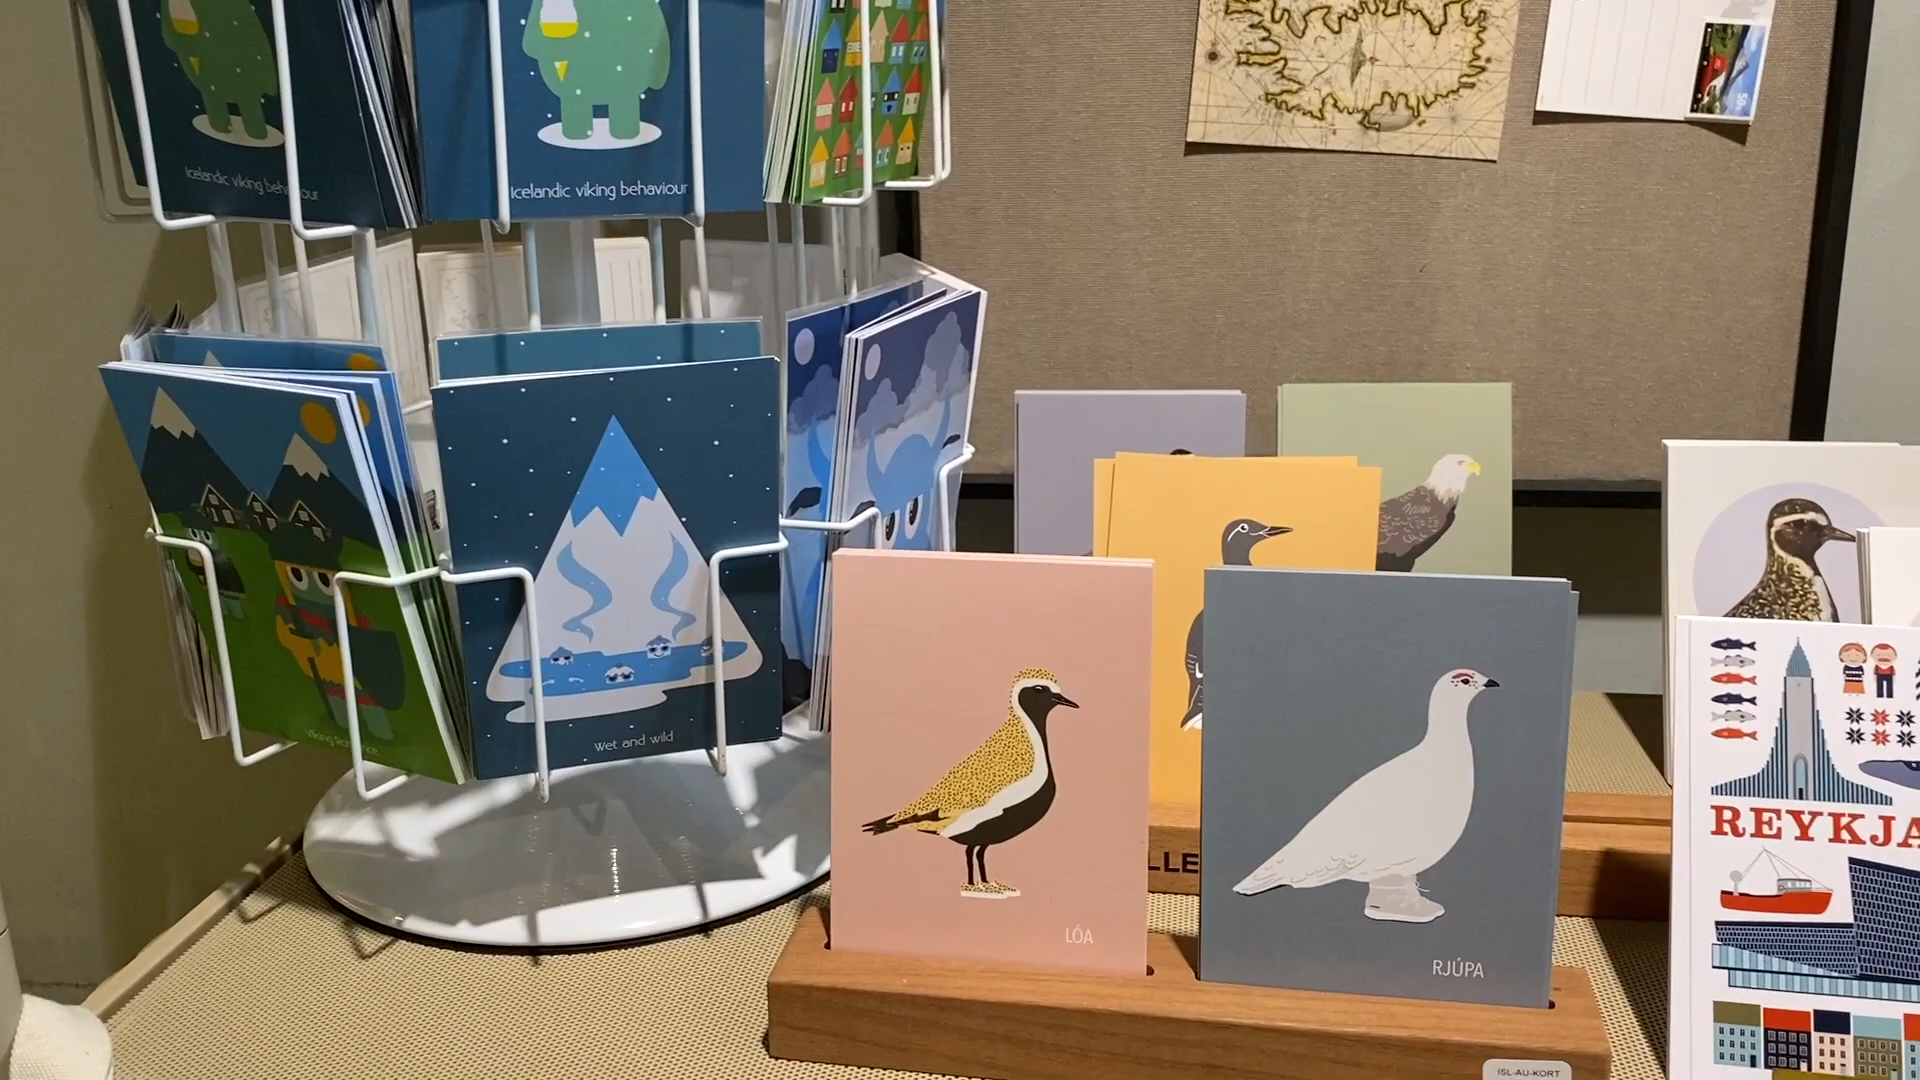 Icelandic viking behaviour
Icelandic viking behaviour
Wet and wild
LÓA
RJÚPA
REYKJA
ISL-AU-KORT